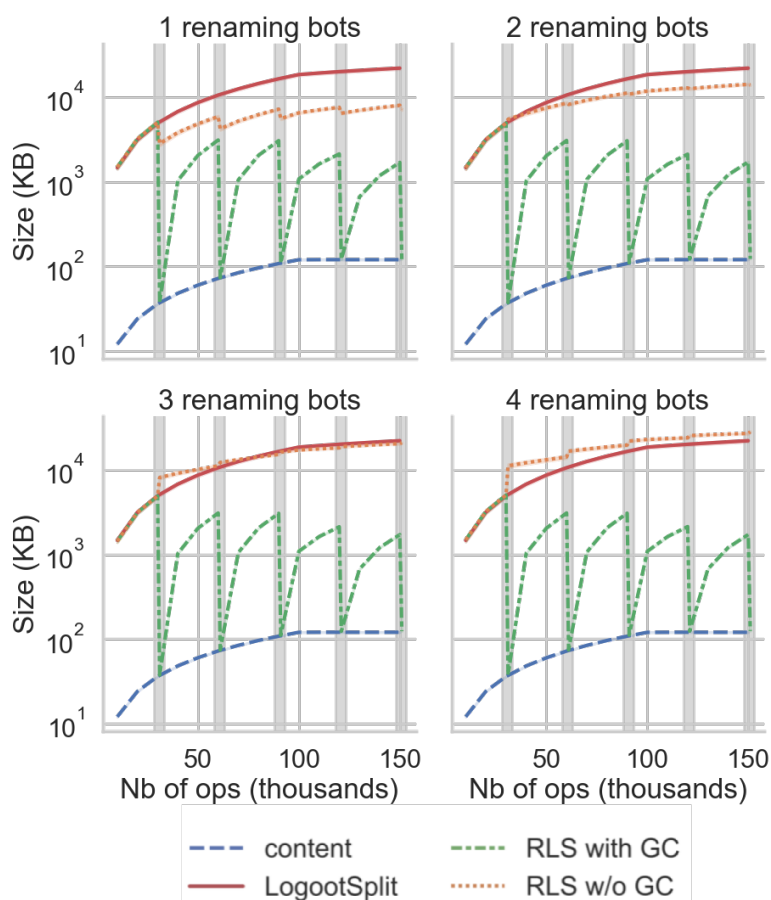 1 renaming bots
2 renaming bots
Size (KB)
10^4
10^3
10^2
10^1
3 renaming bots
4 renaming bots
Size (KB)
10^4
10^3
10^2
10^1
50 100 150
50 100 150
Nb of ops (thousands)
Nb of ops (thousands)
content
RLS with GC
LogootSplit
RLS w/o GC